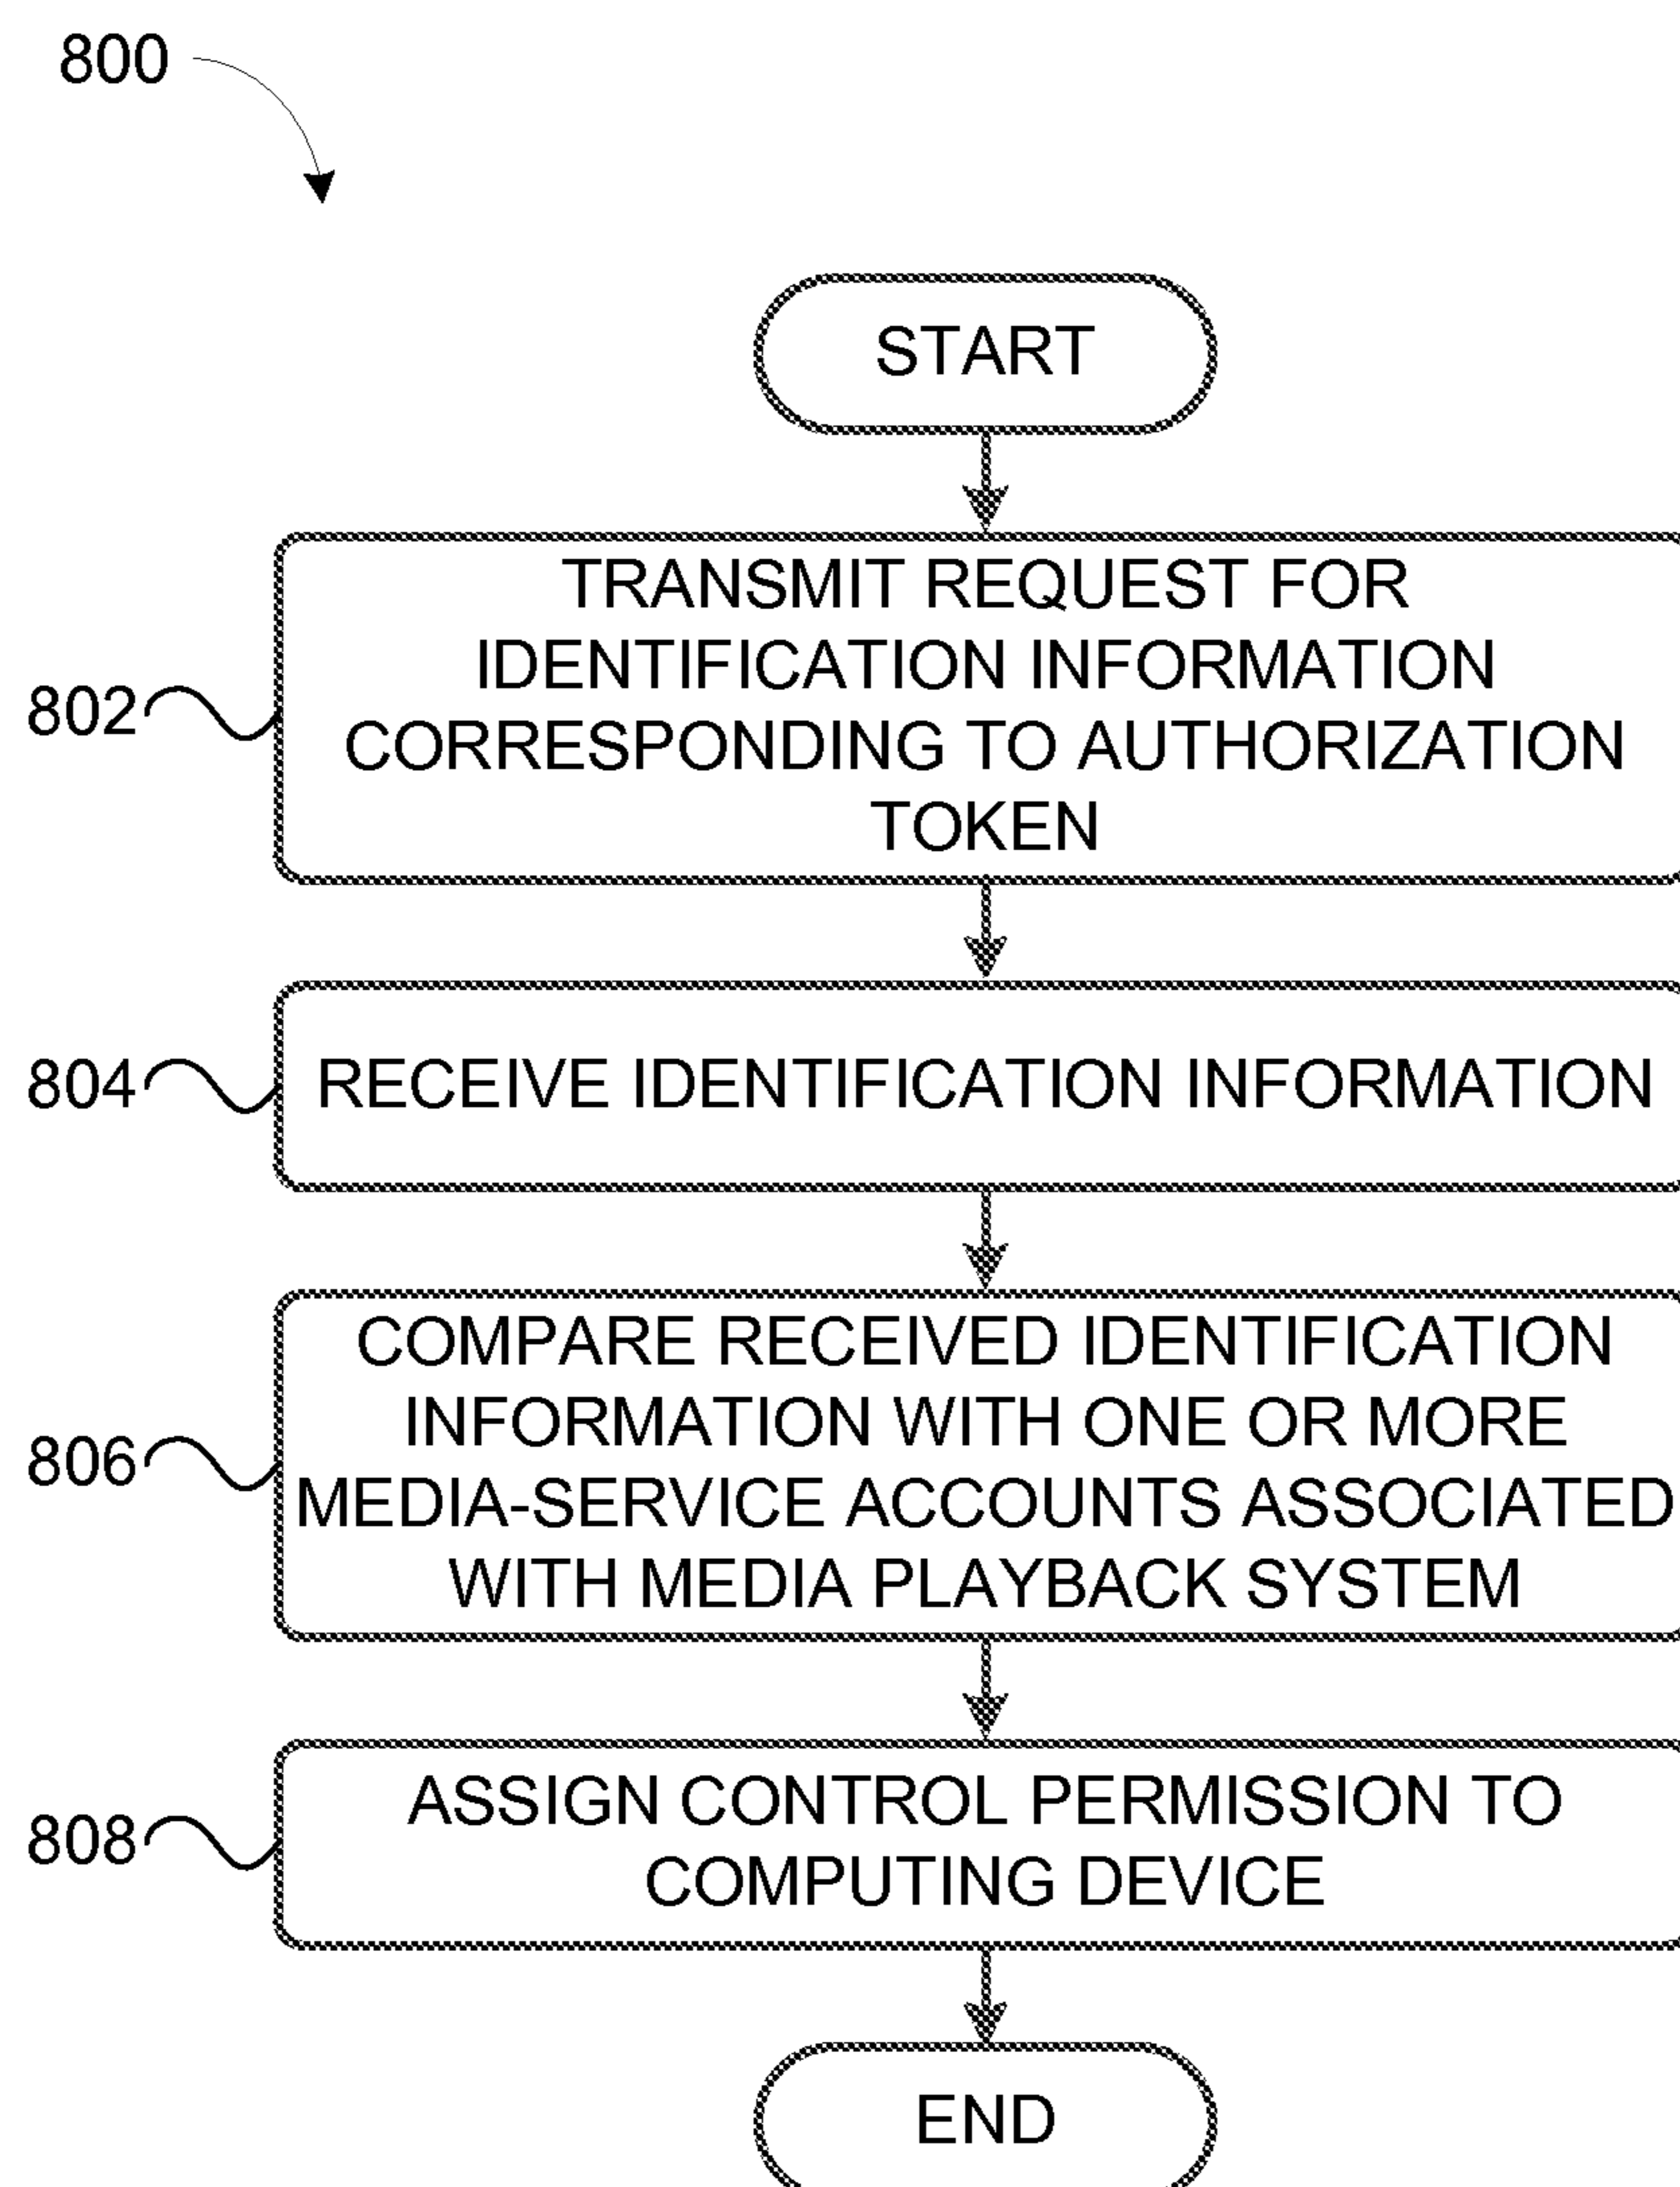 800
START
802
TRANSMIT REQUEST FOR
IDENTIFICATION INFORMATION
CORRESPONDING TO AUTHORIZATION
TOKEN
804
RECEIVE IDENTIFICATION INFORMATION
806
COMPARE RECEIVED IDENTIFICATION
INFORMATION WITH ONE OR MORE
MEDIA-SERVICE ACCOUNTS ASSOCIATED
WITH MEDIA PLAYBACK SYSTEM
808
ASSIGN CONTROL PERMISSION TO
COMPUTING DEVICE
END